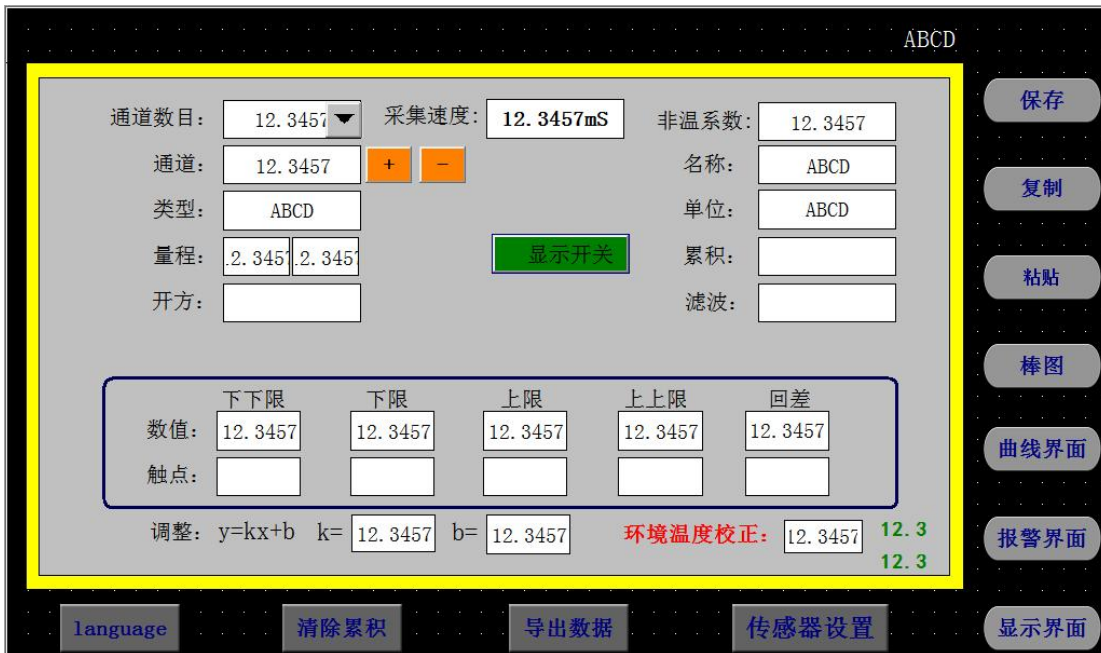 ABCD
通道数目: 12.3457 采集速度: 12.3457mS 非温系数: 12.3457
通道: 12.3457 + - 名称: ABCD
类型: ABCD 单位: ABCD
量程: .2.345 .2.345 显示开关 累积:
开方: 滤波:
下下限 下限 上限 上上限 回差
数值: 12.3457 12.3457 12.3457 12.3457 12.3457
触点:
调整: y=kx+b k= 12.3457 b= 12.3457 环境温度校正: 12.3457 12.3
12.3
保存
复制
粘贴
棒图
曲线界面
报警界面
language 清除累积 导出数据 传感器设置 显示界面